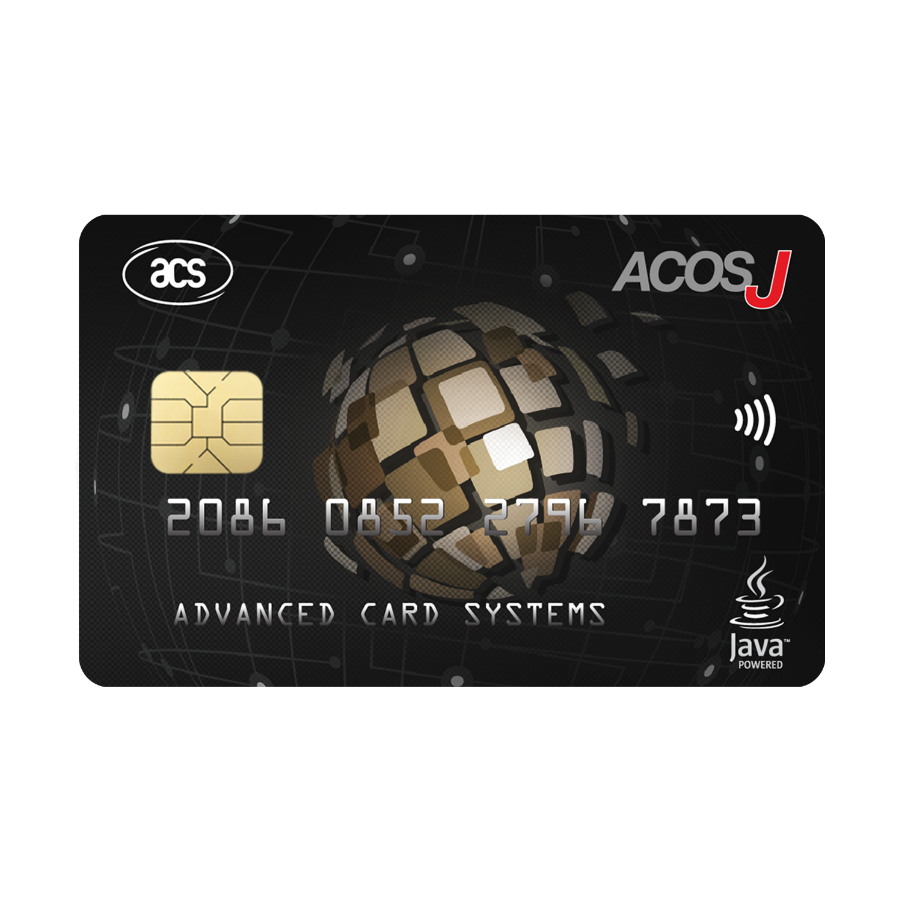 acs
ACOSJ
2086 0852 2796 7873
ADVANCED CARD SYSTEMS
Java™
POWERED